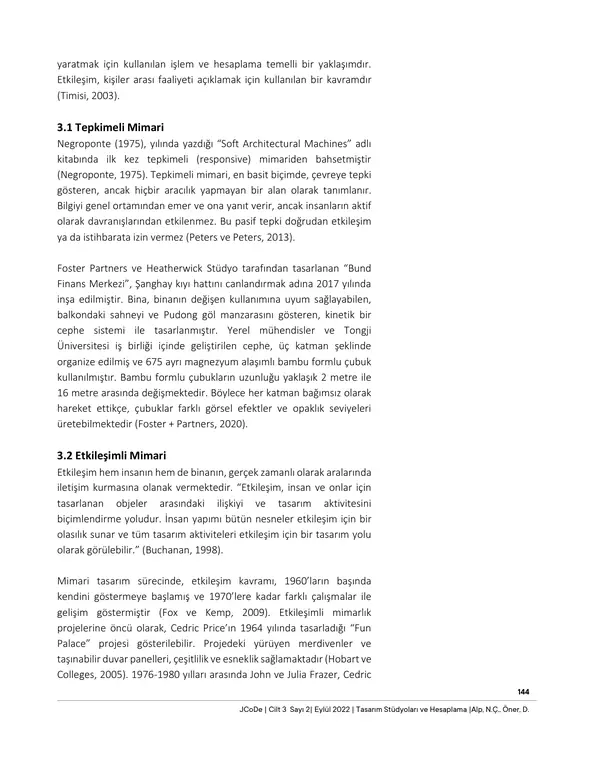 yaratmak için kullanılan işlem ve hesaplama temelli bir yaklaşımdır.
Etkileşim, kişiler arası faaliyeti açıklamak için kullanılan bir kavramdır
(Timisi, 2003).
3.1 Tepkimeli Mimari
Negroponte (1975), yılında yazdığı “Soft Architectural Machines” adlı
kitabında ilk kez tepkimeli (responsive) mimariden bahsetmiştir
(Negroponte, 1975). Tepkimeli mimari, en basit biçimde, çevreye tepki
gösteren, ancak hiçbir aracılık yapmayan bir alan olarak tanımlanır.
Bilgiyi genel ortamından emer ve ona yanıt verir, ancak insanların aktif
olarak davranışlarından etkilenmez. Bu pasif tepki doğrudan etkileşim
ya da istihbarata izin vermez (Peters ve Peters, 2013).
Foster Partners ve Heatherwick Stüdyo tarafından tasarlanan “Bund
Finans Merkezi”, Şanghay kıyı hattını canlandırmak adına 2017 yılında
inşa edilmiştir. Bina, binanın değişen kullanımına uyum sağlayabilen,
balkondaki sahneyi ve Pudong göl manzarasını gösteren, kinetik bir
cephe sistemi ile tasarlanmıştır. Yerel mühendisler ve Tongji
Üniversitesi iş birliği içinde geliştirilen cephe, üç katman şeklinde
organize edilmiş ve 675 ayrı magnezyum alaşımlı bambu formlu çubuk
kullanılmıştır. Bambu formlu çubukların uzunluğu yaklaşık 2 metre ile
16 metre arasında değişmektedir. Böylece her katman bağımsız olarak
hareket ettikçe, çubuklar farklı görsel efektler ve opaklık seviyeleri
üretebilmektedir (Foster + Partners, 2020).
3.2 Etkileşimli Mimari
Etkileşim hem insanın hem de binanın, gerçek zamanlı olarak aralarında
iletişim kurmasına olanak vermektedir. “Etkileşim, insan ve onlar için
tasarlanan objeler arasındaki ilişkiyi ve tasarım aktivitesini
biçimlendirme yoludur. İnsan yapımı bütün nesneler etkileşim için bir
olasılık sunar ve tüm tasarım aktiviteleri etkileşim için bir tasarım yolu
olarak görülebilir.” (Buchanan, 1998).
Mimari tasarım sürecinde, etkileşim kavramı, 1960’ların başında
kendini göstermeye başlamış ve 1970’lere kadar farklı çalışmalar ile
gelişim göstermiştir (Fox ve Kemp, 2009). Etkileşimli mimarlık
projelerine öncü olarak, Cedric Price’ın 1964 yılında tasarladığı “Fun
Palace” projesi gösterilebilir. Projedeki yürüyen merdivenler ve
taşınabilir duvar panelleri, çeşitlilik ve esneklik sağlamaktadır (Hobart ve
Colleges, 2005). 1976-1980 yılları arasında John ve Julia Frazer, Cedric
144
JCoDe | Cilt 3 Sayı 2| Eylül 2022 | Tasarım Stüdyoları ve Hesaplama |Alp, N.Ç., Öner, D.